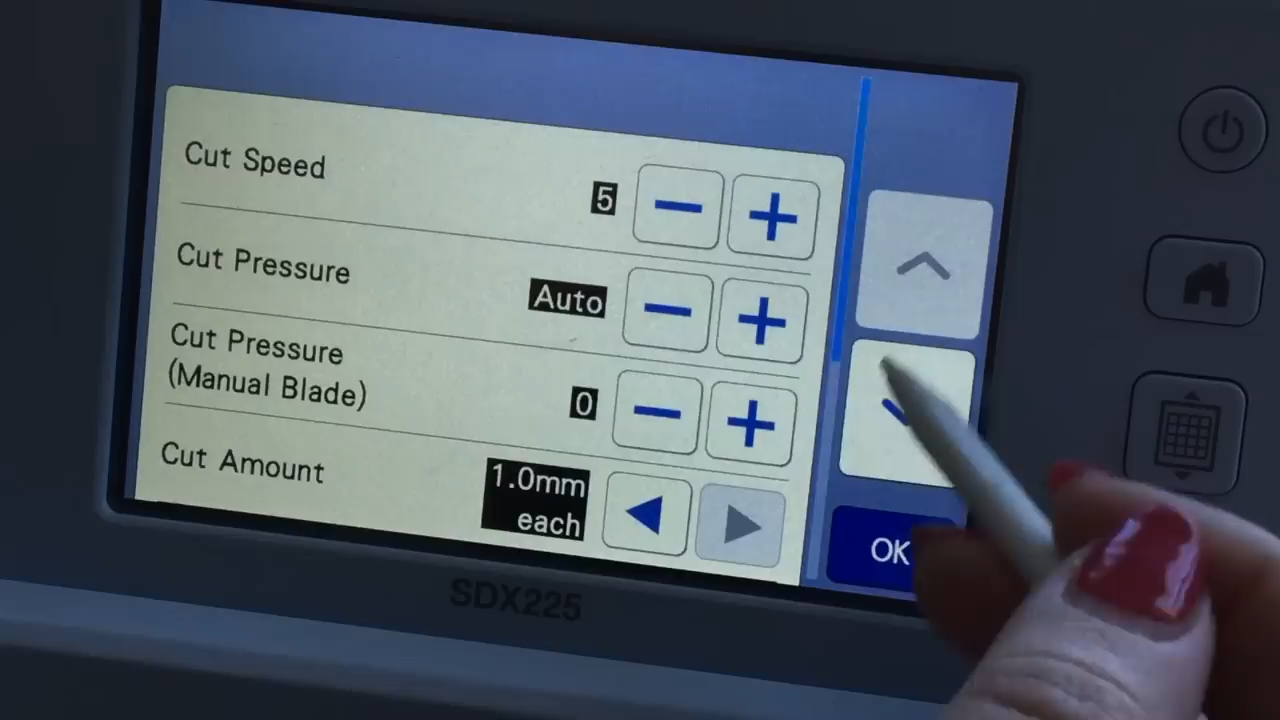 Cut Speed
5
Cut Pressure
Auto
Cut Pressure
(Manual Blade)
0
Cut Amount
1.0mm
each
OK
SDX225